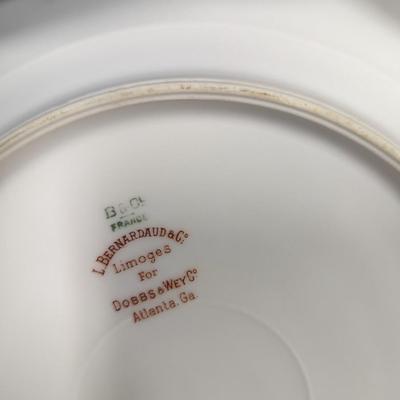 B & Cº
FRANCE
L. BERNARDAUD & Cº
Limoges
For
DOBBS & WEY Cº
Atlanta. Ga.